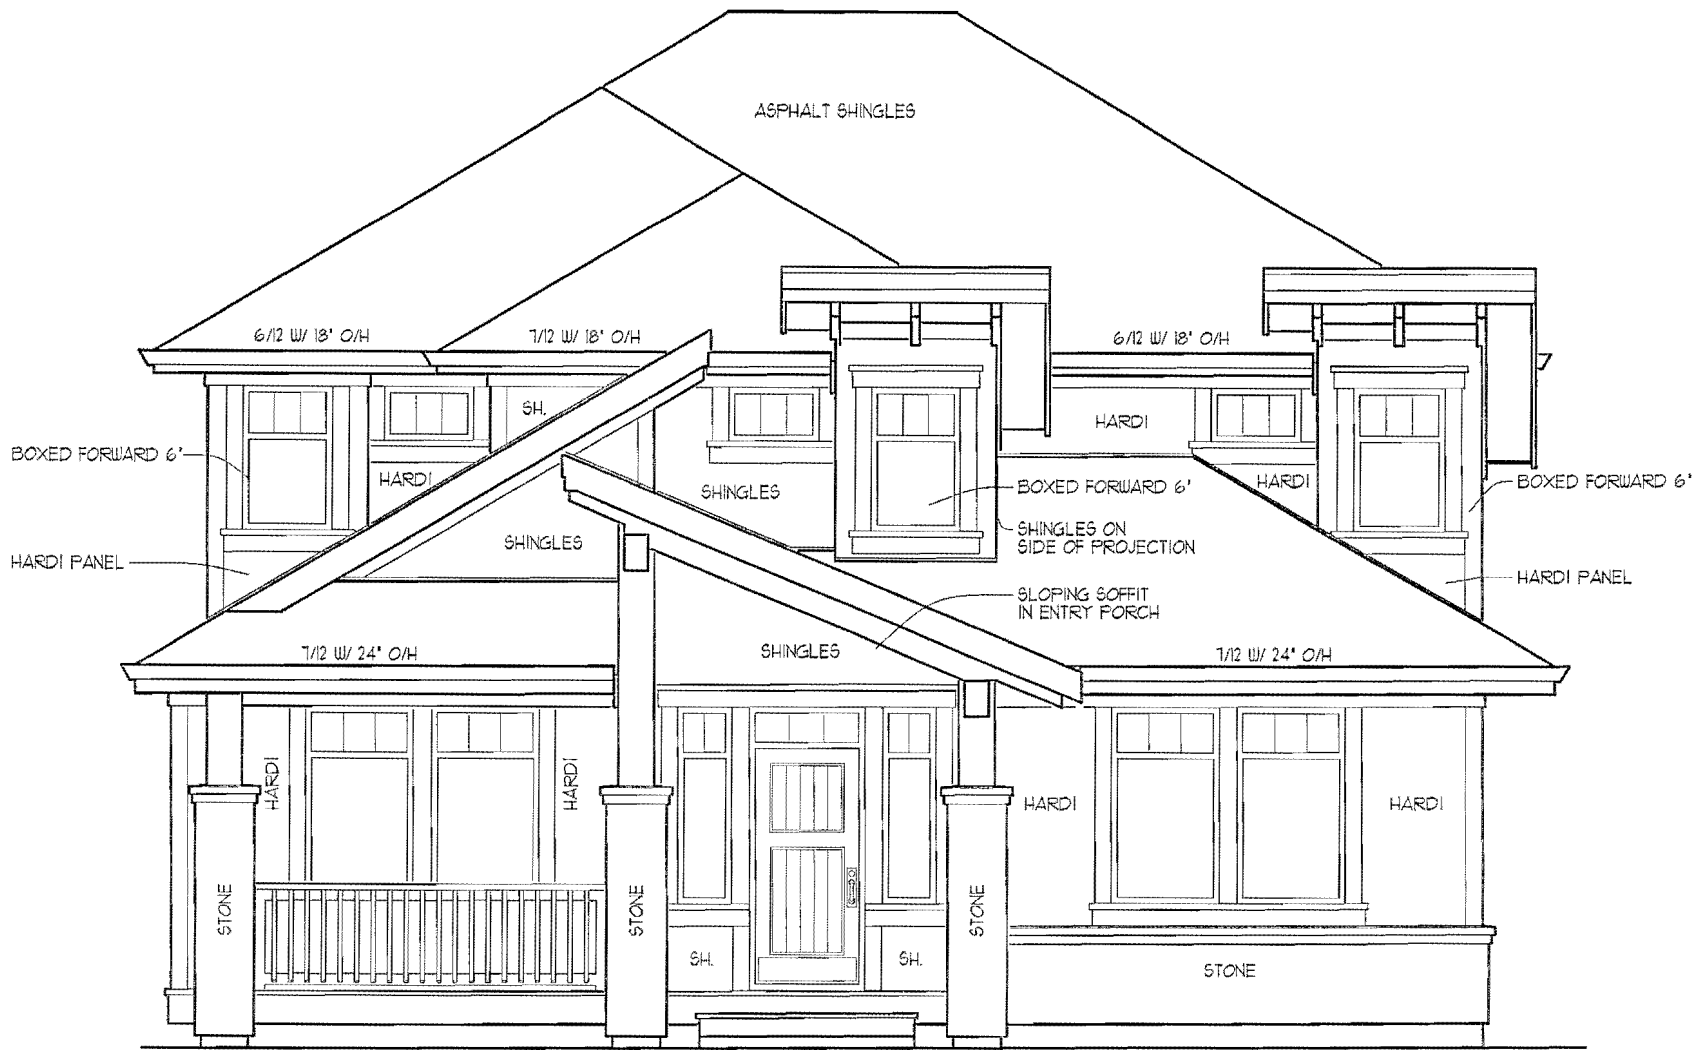 ASPHALT SHINGLES
6/12 W/ 18" O/H
7/12 W/ 18" O/H
6/12 W/ 18" O/H
SH.
HARDI
BOXED FORWARD 6"
HARDI
SHINGLES
HARDI
BOXED FORWARD 6"
BOXED FORWARD 6"
SHINGLES ON
SIDE OF PROJECTION
SHINGLES
HARDI PANEL
HARDI PANEL
SLOPING SOFFIT
IN ENTRY PORCH
7/12 W/ 24" O/H
SHINGLES
7/12 W/ 24" O/H
HARDI
HARDI
HARDI
HARDI
STONE
STONE
STONE
SH.
SH.
STONE